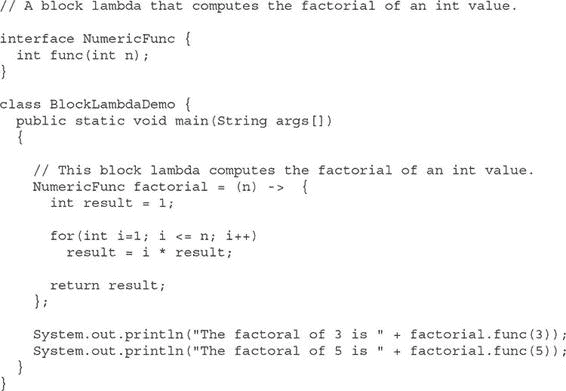 // A block lambda that computes the factorial of an int value.

interface NumericFunc {
  int func(int n);
}

class BlockLambdaDemo {
  public static void main(String args[])
  {

    // This block lambda computes the factorial of an int value.
    NumericFunc factorial = (n) ->  {
      int result = 1;

      for(int i=1; i <= n; i++)
        result = i * result;

      return result;
    };

    System.out.println("The factoral of 3 is " + factorial.func(3));
    System.out.println("The factoral of 5 is " + factorial.func(5));
  }
}